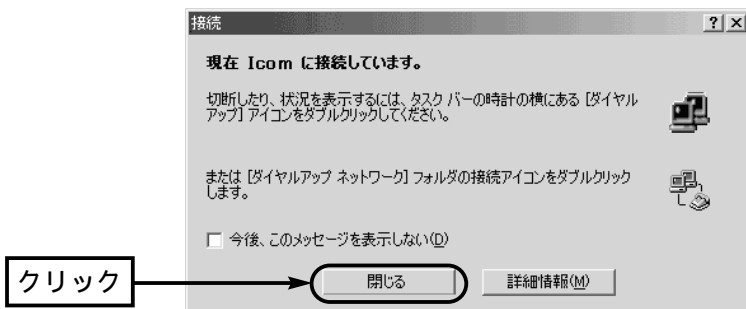 接続
現在 Icom に接続しています。
切断したり、状況を表示するには、タスク バーの時計の横にある [ダイヤル
アップ] アイコンをダブルクリックしてください。
または [ダイヤルアップ ネットワーク] フォルダの接続アイコンをダブルクリック
します。
今後、このメッセージを表示しない(D)
クリック
閉じる
詳細情報(M)